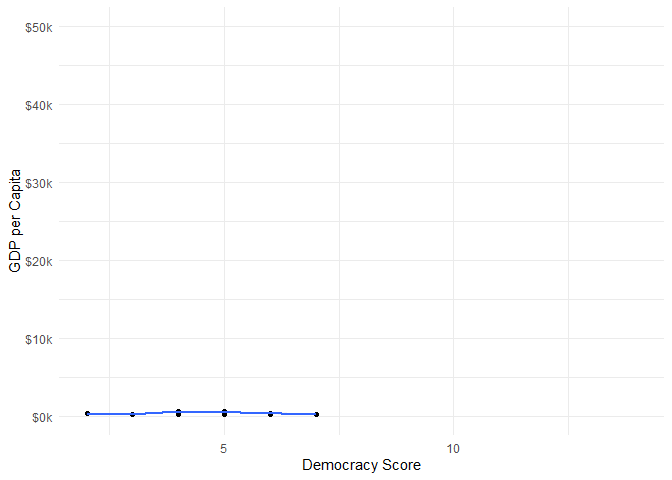 $50k
$40k
$30k
$20k
$10k
$0k
GDP per Capita
5
10
Democracy Score